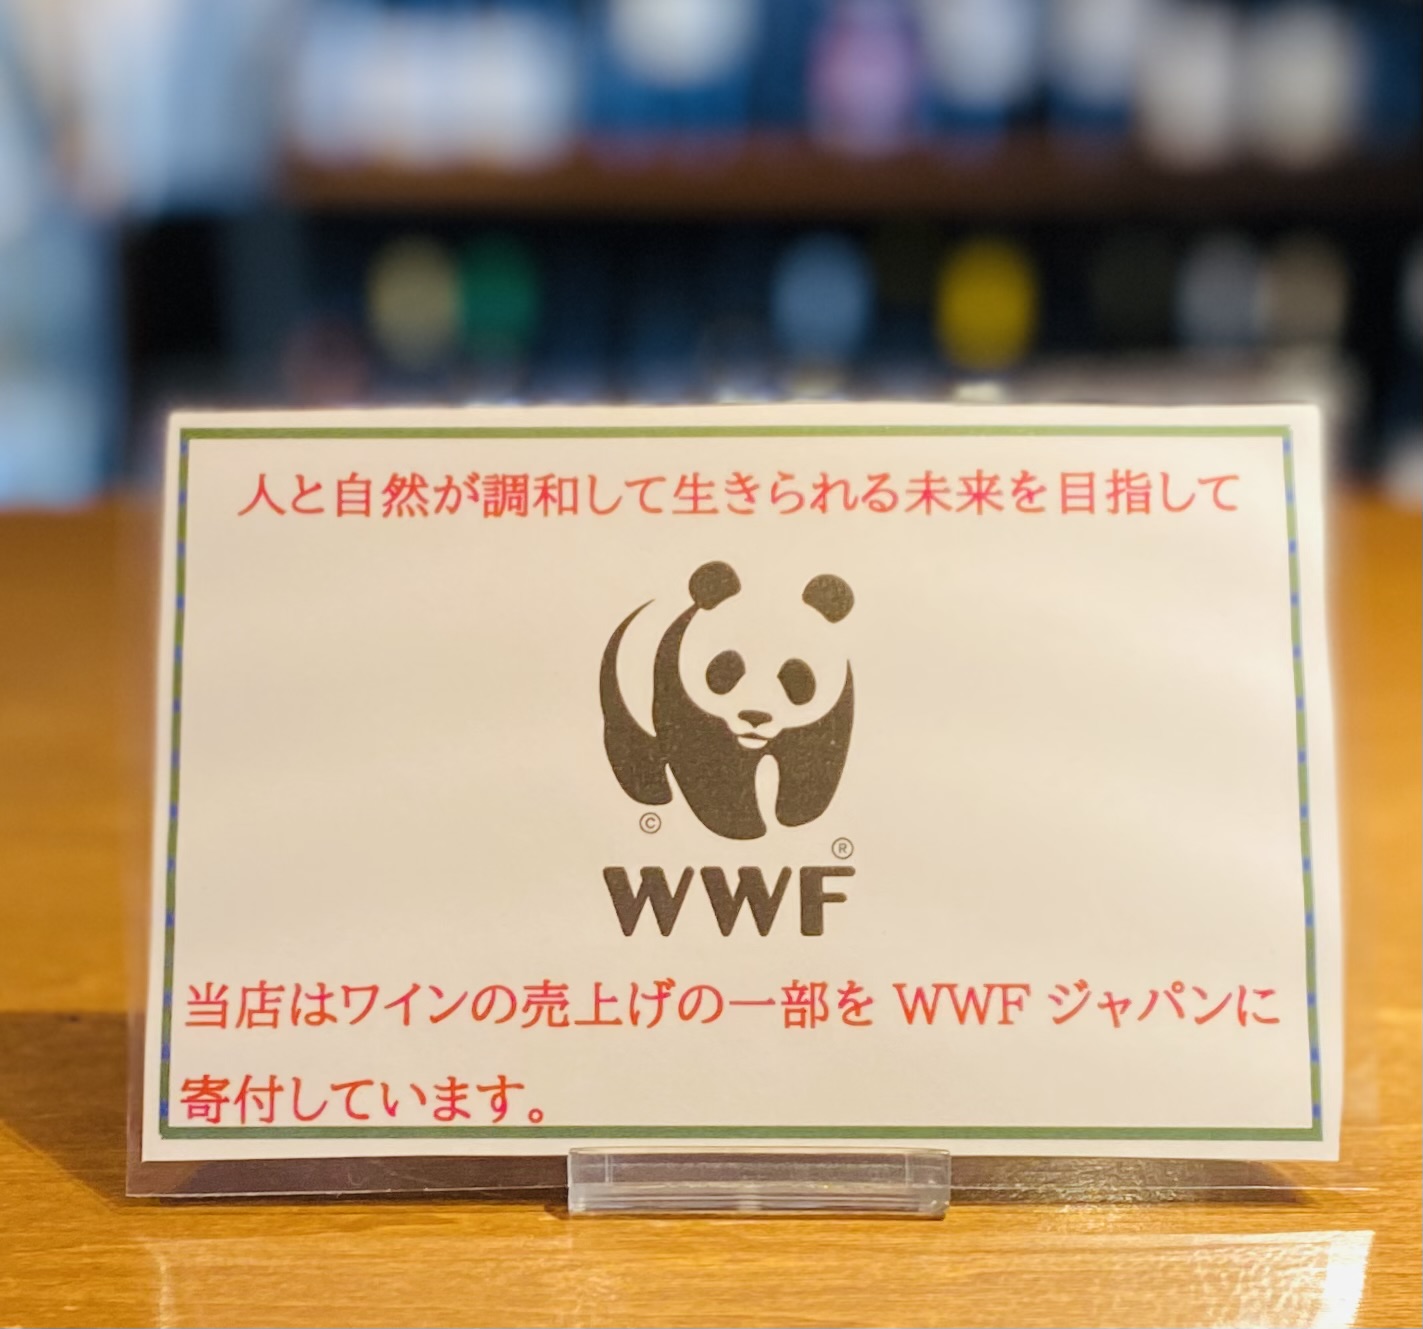 人と自然が調和して生きられる未来を目指して
©
®
WWF
当店はワインの売上げの一部を WWF ジャパンに
寄付しています。